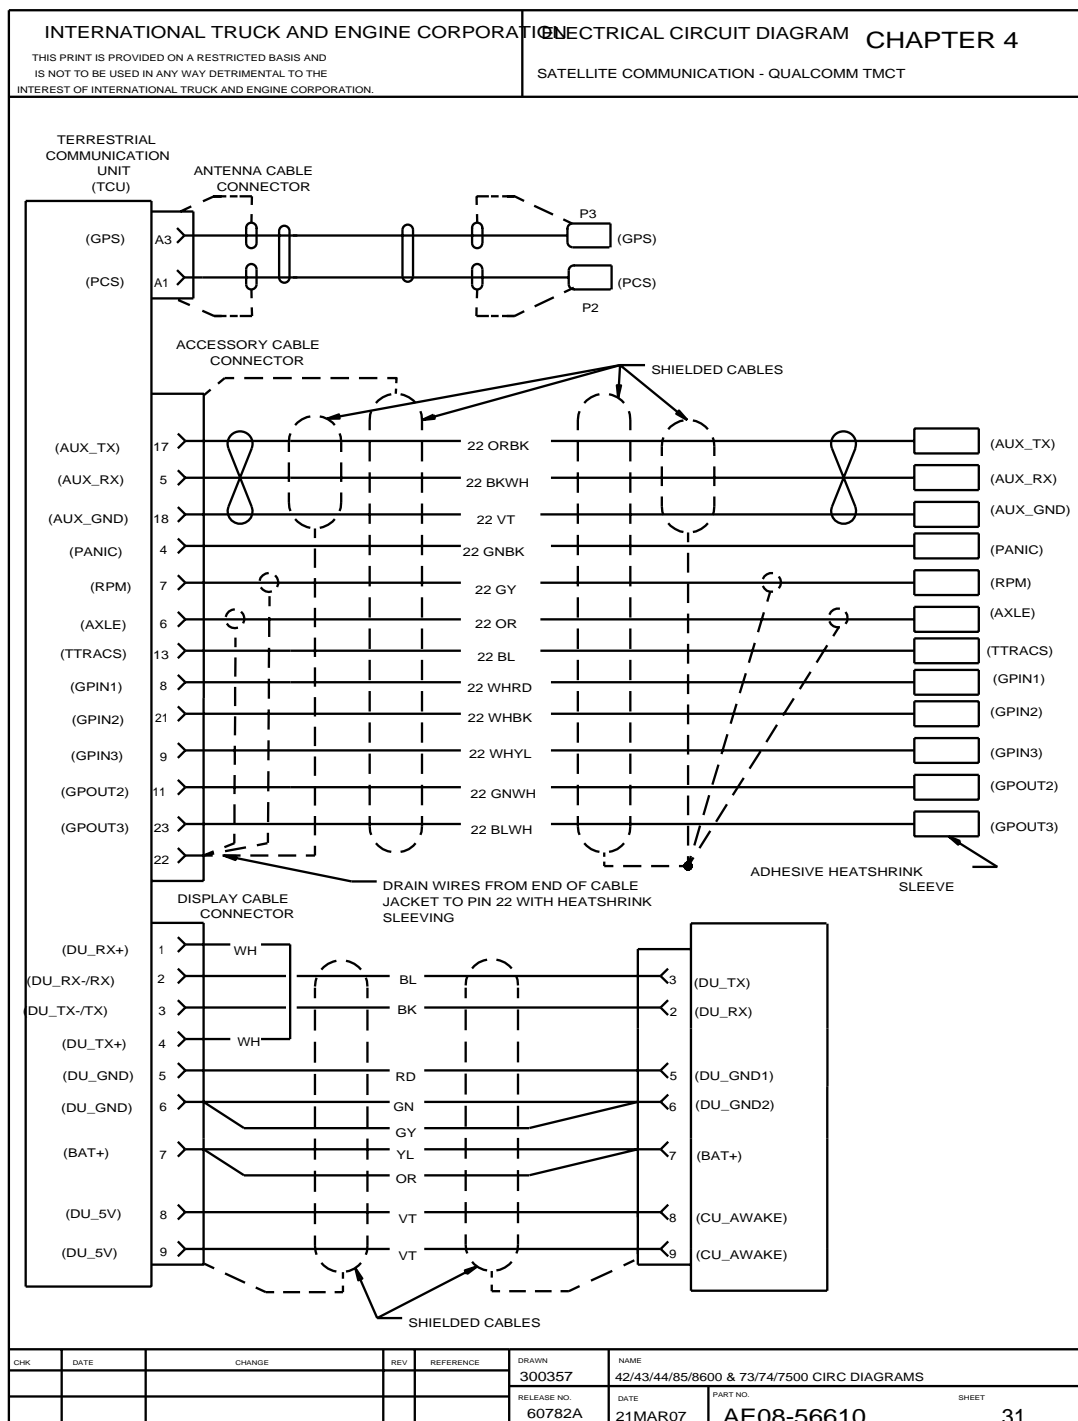 INTERNATIONAL TRUCK AND ENGINE CORPORATION
THIS PRINT IS PROVIDED ON A RESTRICTED BASIS AND
IS NOT TO BE USED IN ANY WAY DETRIMENTAL TO THE
INTEREST OF INTERNATIONAL TRUCK AND ENGINE CORPORATION.
ELECTRICAL CIRCUIT DIAGRAM
CHAPTER 4
SATELLITE COMMUNICATION - QUALCOMM TMCT
TERRESTRIAL
COMMUNICATION
UNIT
(TCU)
ANTENNA CABLE
CONNECTOR
P3
(GPS) A3 (GPS)
(PCS) A1 (PCS)
P2
ACCESSORY CABLE
CONNECTOR
SHIELDED CABLES
(AUX_TX) 17 22 ORBK (AUX_TX)
(AUX_RX) 5 22 BKWH (AUX_RX)
(AUX_GND) 18 22 VT (AUX_GND)
(PANIC) 4 22 GNBK (PANIC)
(RPM) 7 22 GY (RPM)
(AXLE) 6 22 OR (AXLE)
(TTRACS) 13 22 BL (TTRACS)
(GPIN1) 8 22 WHRD (GPIN1)
(GPIN2) 21 22 WHBK (GPIN2)
(GPIN3) 9 22 WHYL (GPIN3)
(GPOUT2) 11 22 GNWH (GPOUT2)
(GPOUT3) 23 22 BLWH (GPOUT3)
22
ADHESIVE HEATSHRINK
SLEEVE
DRAIN WIRES FROM END OF CABLE
JACKET TO PIN 22 WITH HEATSHRINK
SLEEVING
DISPLAY CABLE
CONNECTOR
(DU_RX+) 1 WH
(DU_RX-/RX) 2 BL 3 (DU_TX)
(DU_TX-/TX) 3 BK 2 (DU_RX)
(DU_TX+) 4 WH
(DU_GND) 5 RD 5 (DU_GND1)
(DU_GND) 6 GN 6 (DU_GND2)
GY
(BAT+) 7 YL 7 (BAT+)
OR
(DU_5V) 8 VT 8 (CU_AWAKE)
(DU_5V) 9 VT 9 (CU_AWAKE)
SHIELDED CABLES
CHK DATE CHANGE REV REFERENCE
DRAWN
300357
NAME
42/43/44/85/8600 & 73/74/7500 CIRC DIAGRAMS
RELEASE NO.
60782A
DATE
21MAR07
PART NO.
AE08-56610
SHEET
31